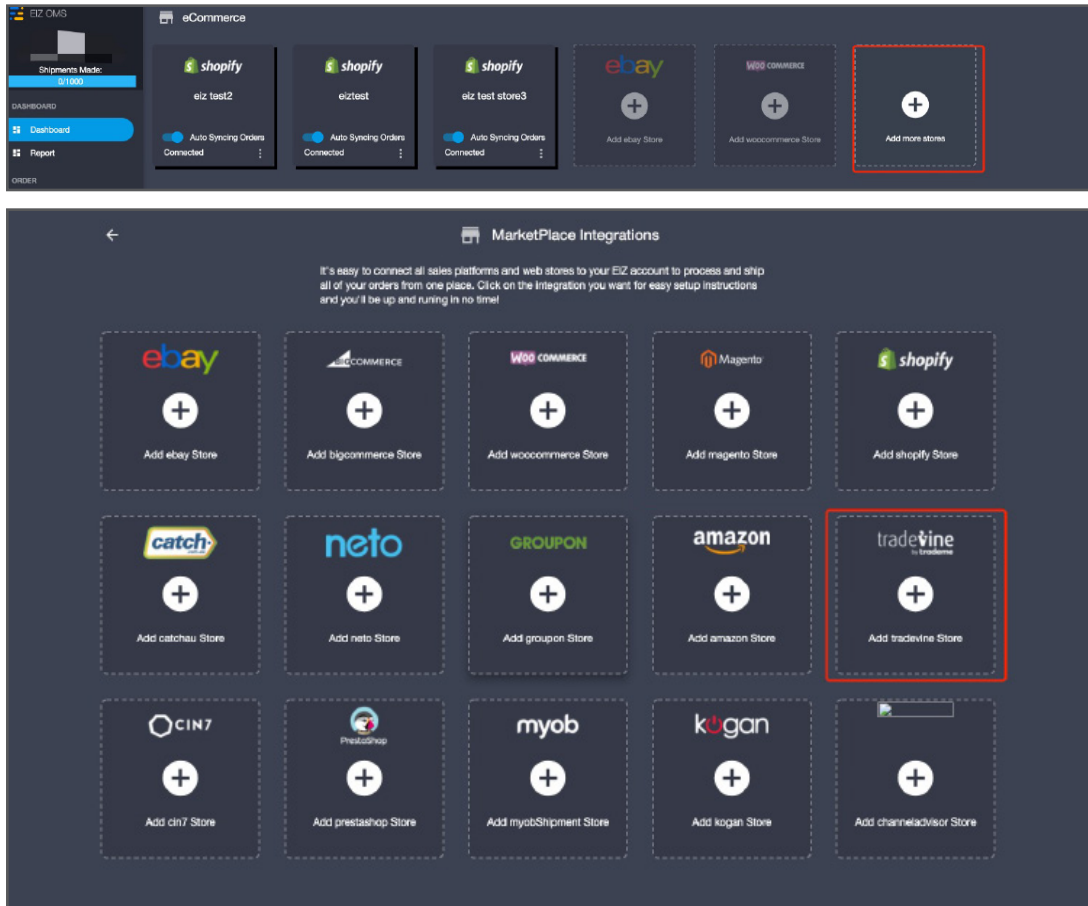 EIZ OMS
eCommerce
Shipments Made:
0/1000
DASHBOARD
Dashboard
Report
ORDER
shopify
eiz test2
Auto Syncing Orders
Connected
shopify
eiztest
Auto Syncing Orders
Connected
shopify
eiz test store3
Auto Syncing Orders
Connected
ebay
Add ebay Store
WOO COMMERCE
Add woocommerce Store
Add more stores
MarketPlace Integrations
It's easy to connect all sales platforms and web stores to your EIZ account to process and ship
all of your orders from one place. Click on the Integration you want for easy setup instructions
and you'll be up and runing in no time!
ebay
Add ebay Store
BIGCOMMERCE
Add bigcommerce Store
WOO COMMERCE
Add woocommerce Store
Magento
Add magento Store
shopify
Add shopify Store
catch
Add catchau Store
neto
Add neto Store
GROUPON
Add groupon Store
amazon
Add amazon Store
tradevine
by trademe
Add tradevine Store
CIN7
Add cin7 Store
PrestaShop
Add prestashop Store
myob
Add myobShipment Store
kogan
Add kogan Store
Add channeladvisor Store